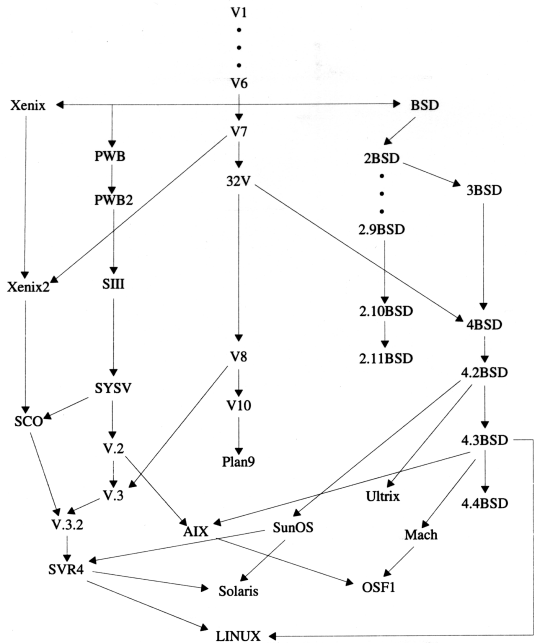 V1
V6
Xenix
BSD
V7
PWB
2BSD
32V
3BSD
PWB2
2.9BSD
Xenix2
SIII
2.10BSD
4BSD
V8
2.11BSD
4.2BSD
SYSV
V10
SCO
4.3BSD
V.2
Plan9
V.3
Ultrix
4.4BSD
V.3.2
AIX
SunOS
Mach
SVR4
Solaris
OSF1
LINUX